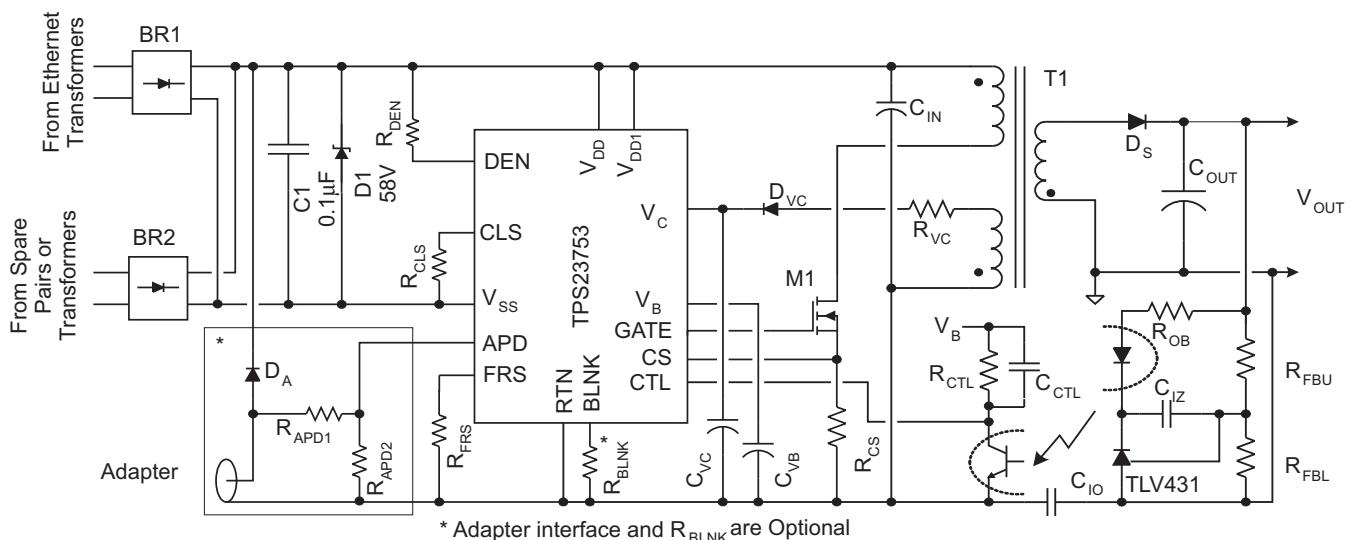 From Ethernet
Transformers
BR1
From Spare
Pairs or
Transformers
BR2
C1
0.1μF
D1
58V
R_DEN
R_CLS
DEN
CLS
V_SS
APD
FRS
V_DD
V_DD1
TPS23753
V_C
V_B
GATE
CS
CTL
RTN
BLNK
*
D_A
R_APD1
R_APD2
Adapter
R_FRS
*
R_BLNK
C_VC
C_VB
R_CS
D_VC
R_VC
M1
C_IN
T1
D_S
C_OUT
V_OUT
V_B
R_CTL
C_CTL
R_OB
C_IZ
R_FBU
R_FBL
TLV431
C_IO
* Adapter interface and R_BLNK are Optional